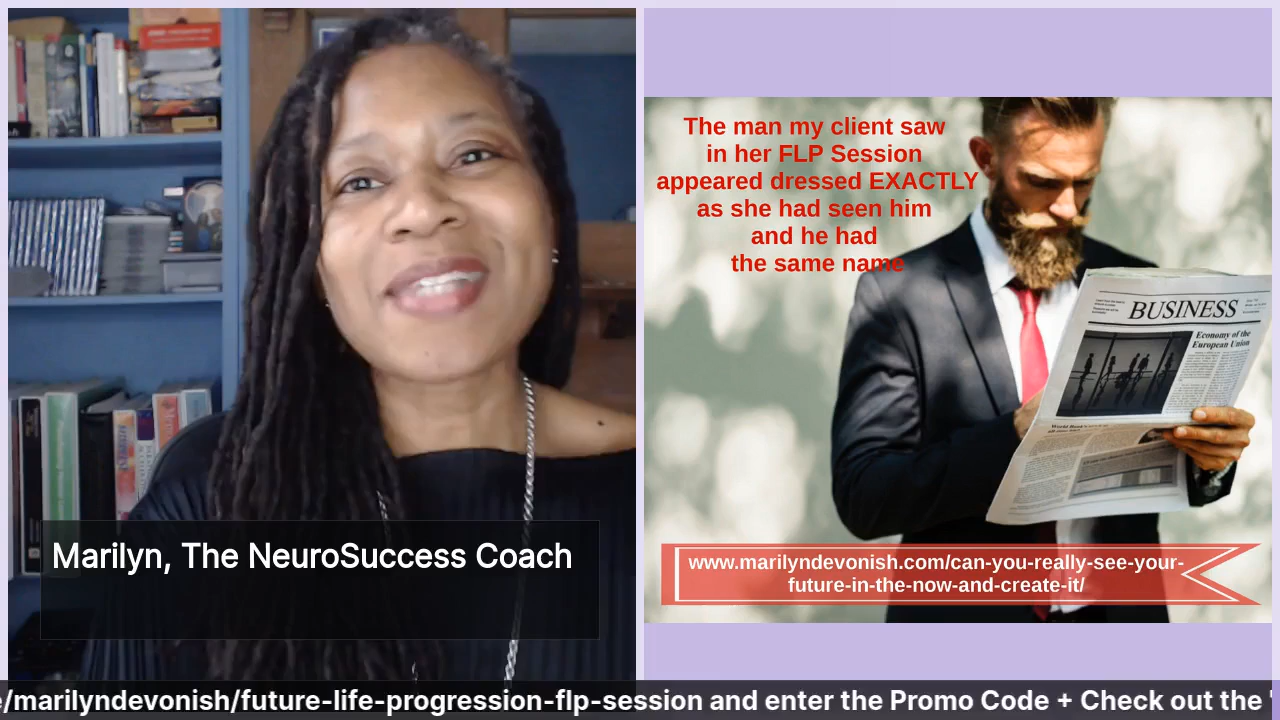 Marilyn, The NeuroSuccess Coach
The man my client saw
in her FLP Session
appeared dressed EXACTLY
as she had seen him
and he had
the same name
BUSINESS
Economy of the
European Union
www.marilyndevonish.com/can-you-really-see-your-
future-in-the-now-and-create-it/
/marilyndevonish/future-life-progression-flp-session and enter the Promo Code + Check out the